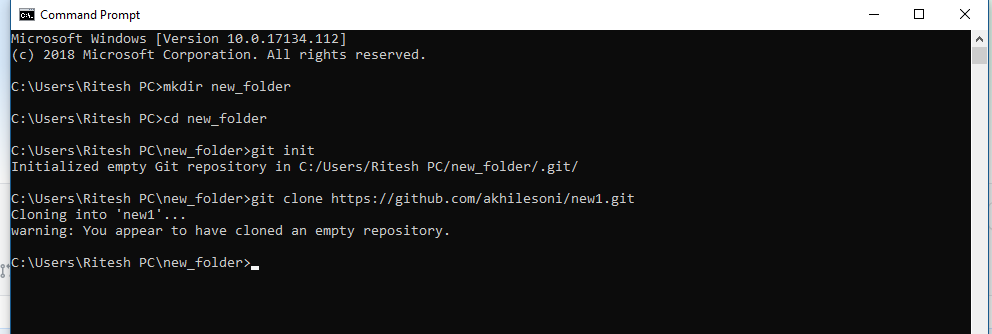 Command Prompt
Microsoft Windows [Version 10.0.17134.112]
(c) 2018 Microsoft Corporation. All rights reserved.
C:\Users\Ritesh PC>mkdir new_folder
C:\Users\Ritesh PC>cd new_folder
C:\Users\Ritesh PC\new_folder>git init
Initialized empty Git repository in C:/Users/Ritesh PC/new_folder/.git/
C:\Users\Ritesh PC\new_folder>git clone https://github.com/akhilesoni/new1.git
Cloning into 'new1'...
warning: You appear to have cloned an empty repository.
C:\Users\Ritesh PC\new_folder>